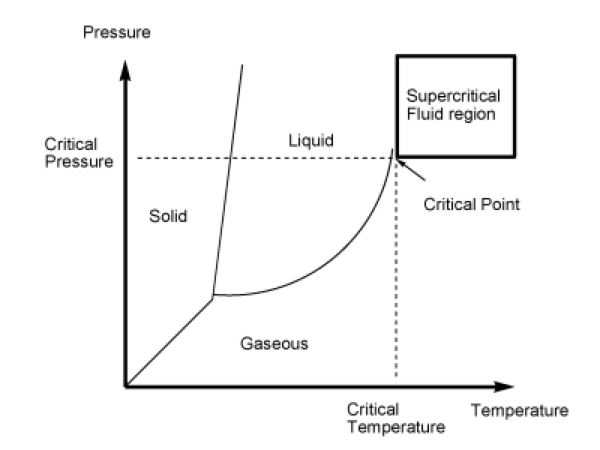 Pressure
Supercritical
Fluid region
Critical
Pressure
Liquid
Critical Point
Solid
Gaseous
Critical
Temperature
Temperature